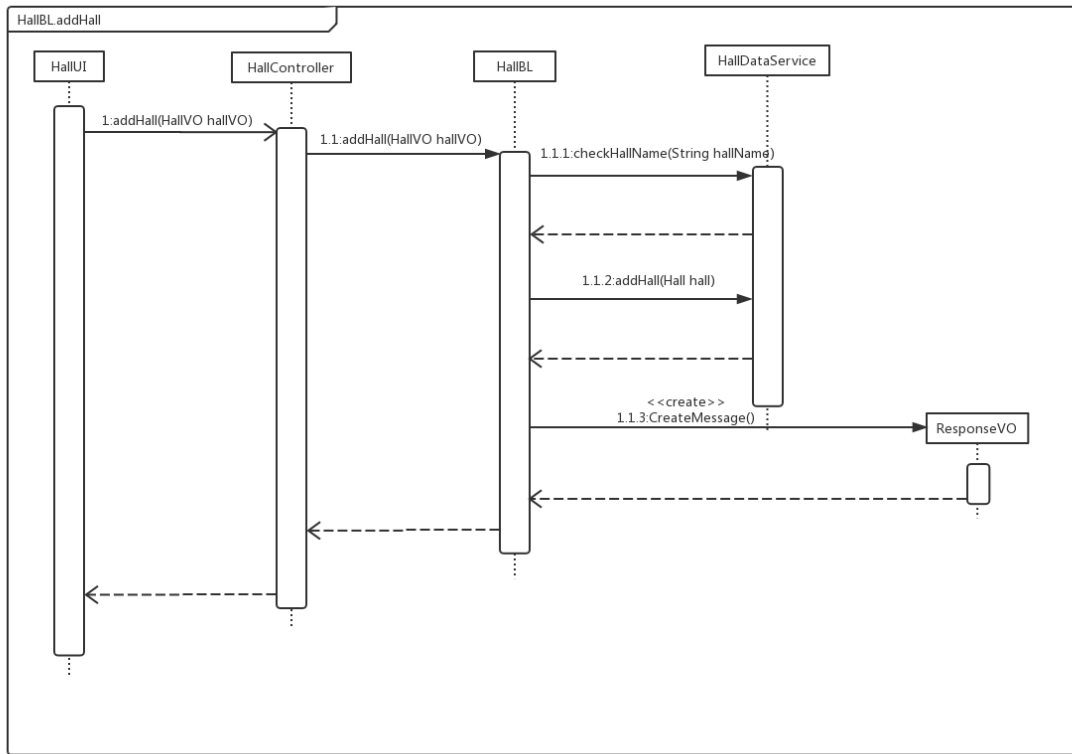 HallBL.addHall
HallUI
HallController
HallBL
HallDataService
1:addHall(HallVO hallVO)
1.1:addHall(HallVO hallVO)
1.1.1:checkHallName(String hallName)
1.1.2:addHall(Hall hall)
<<create>>
1.1.3:CreateMessage()
ResponseVO